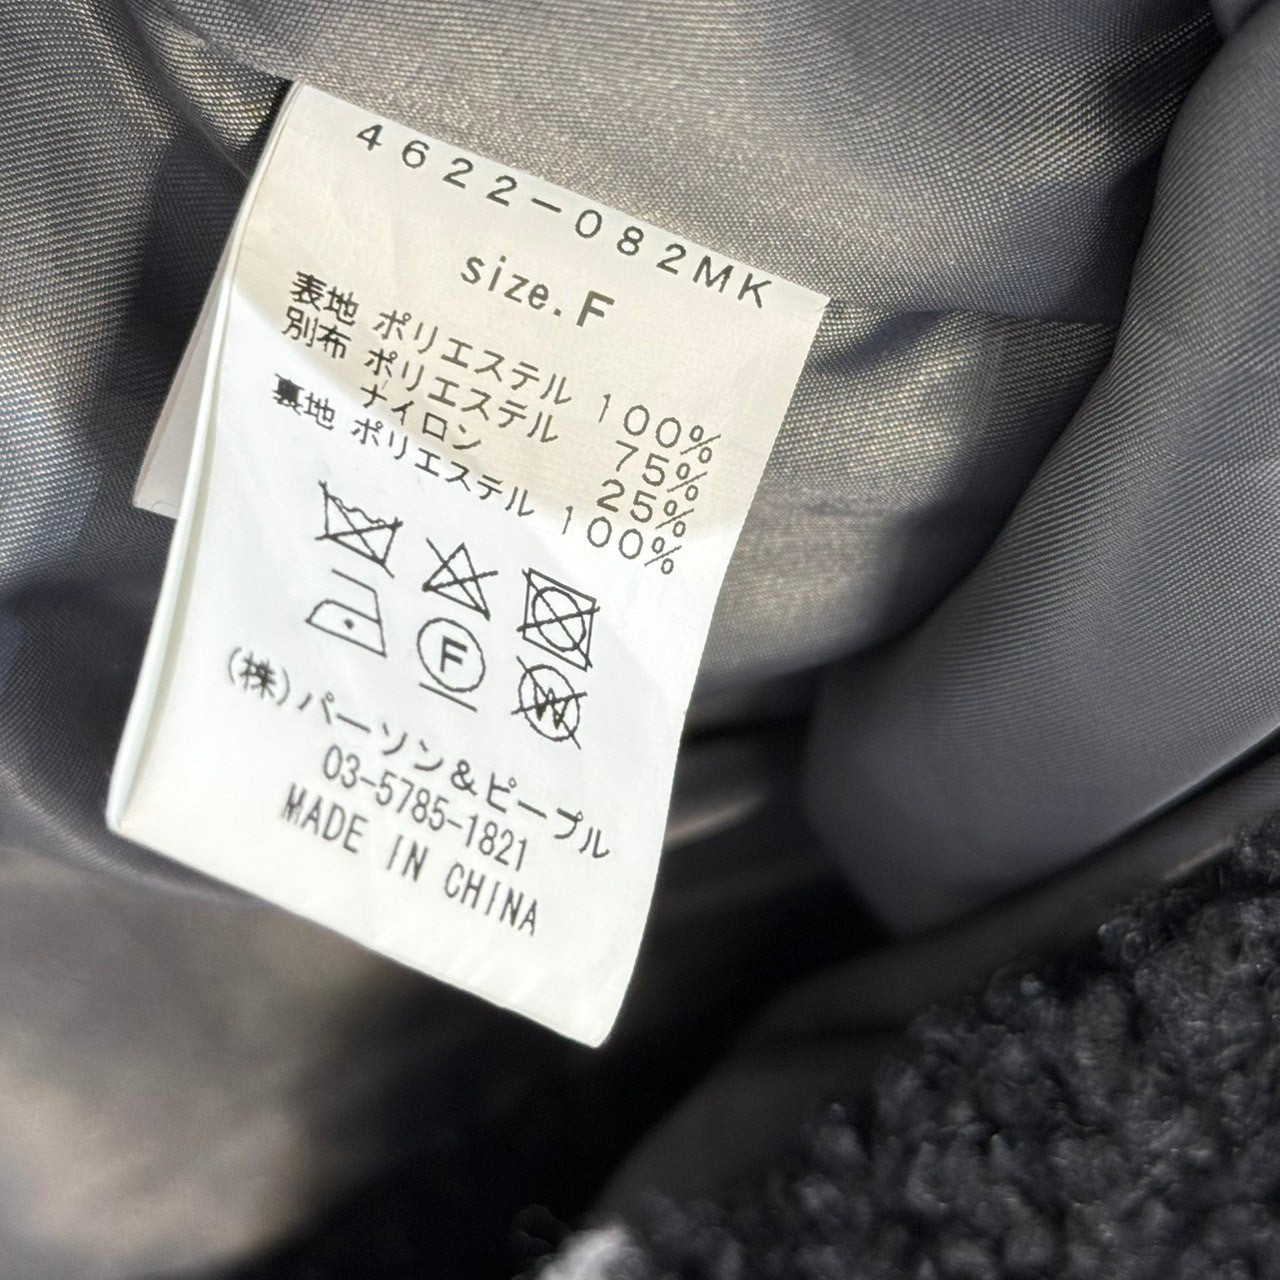 4622-082MK
size.F
表地 ポリエステル 100%
別布 ポリエステル 75%
ナイロン 25%
裏地 ポリエステル 100%
F W
(株)パーソン&ピープル
03-5785-1821
MADE IN CHINA